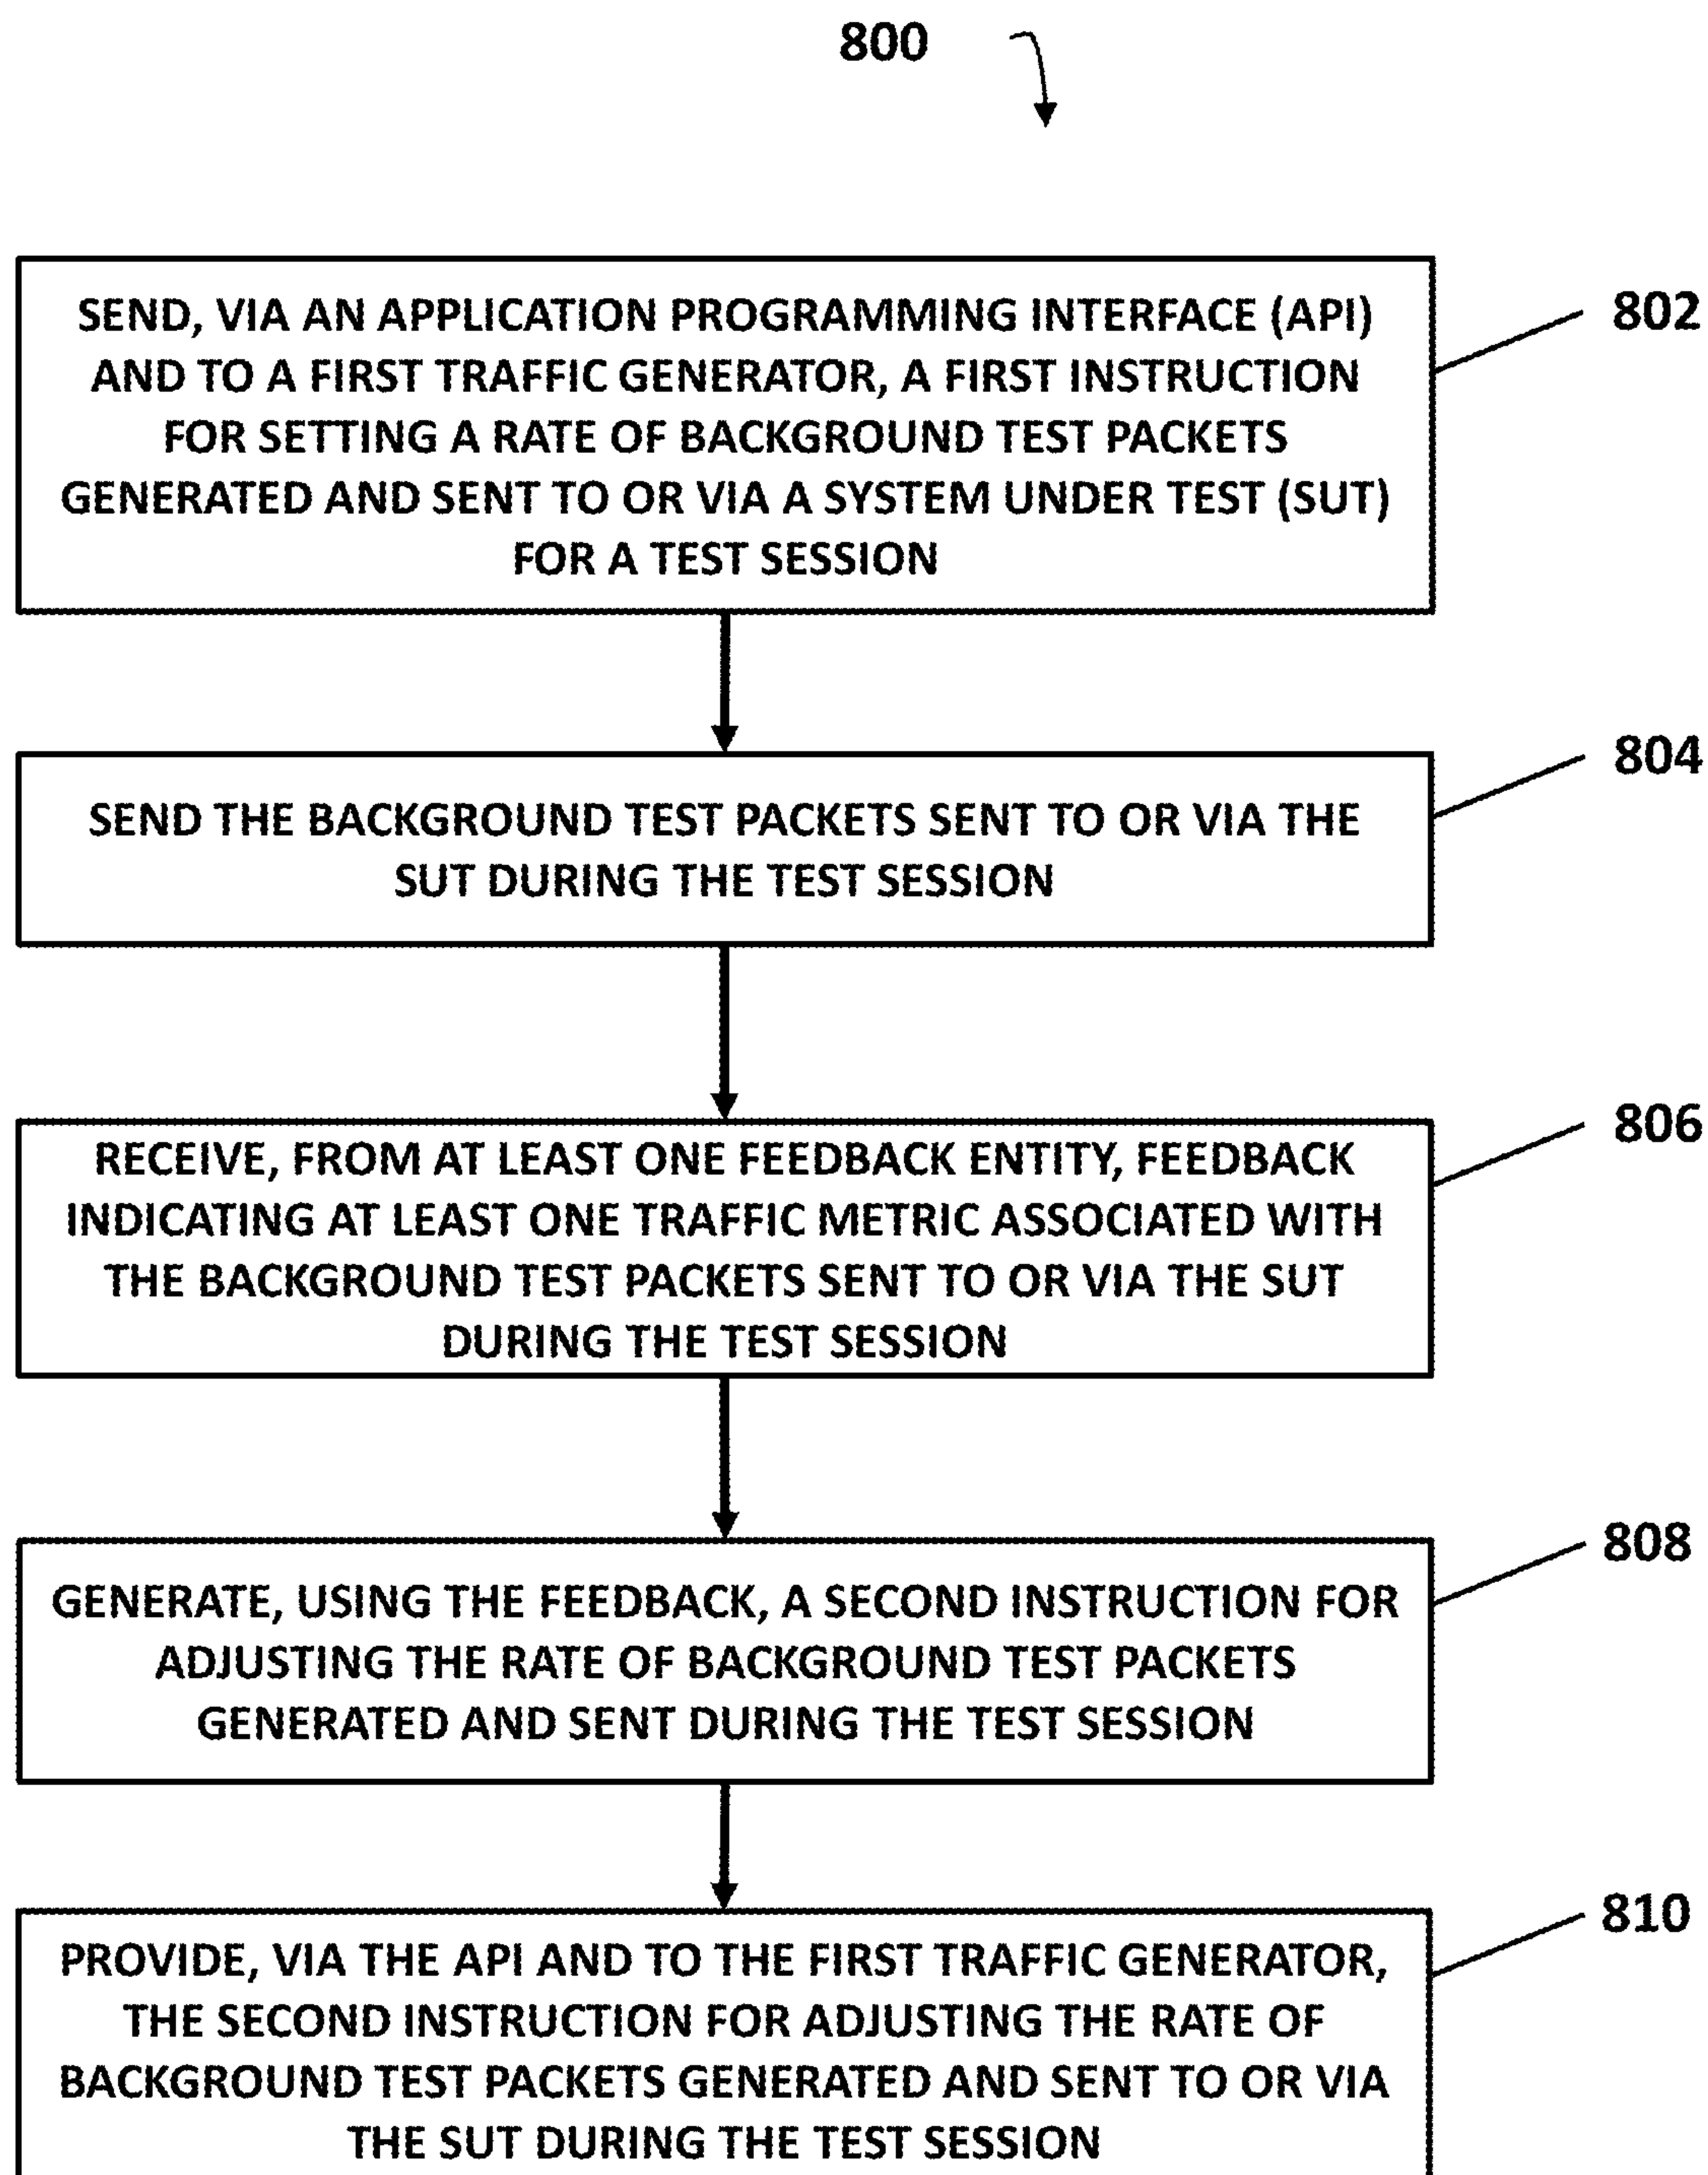 800
SEND, VIA AN APPLICATION PROGRAMMING INTERFACE (API)
AND TO A FIRST TRAFFIC GENERATOR, A FIRST INSTRUCTION
FOR SETTING A RATE OF BACKGROUND TEST PACKETS
GENERATED AND SENT TO OR VIA A SYSTEM UNDER TEST (SUT)
FOR A TEST SESSION
802
SEND THE BACKGROUND TEST PACKETS SENT TO OR VIA THE
SUT DURING THE TEST SESSION
804
RECEIVE, FROM AT LEAST ONE FEEDBACK ENTITY, FEEDBACK
INDICATING AT LEAST ONE TRAFFIC METRIC ASSOCIATED WITH
THE BACKGROUND TEST PACKETS SENT TO OR VIA THE SUT
DURING THE TEST SESSION
806
GENERATE, USING THE FEEDBACK, A SECOND INSTRUCTION FOR
ADJUSTING THE RATE OF BACKGROUND TEST PACKETS
GENERATED AND SENT DURING THE TEST SESSION
808
PROVIDE, VIA THE API AND TO THE FIRST TRAFFIC GENERATOR,
THE SECOND INSTRUCTION FOR ADJUSTING THE RATE OF
BACKGROUND TEST PACKETS GENERATED AND SENT TO OR VIA
THE SUT DURING THE TEST SESSION
810